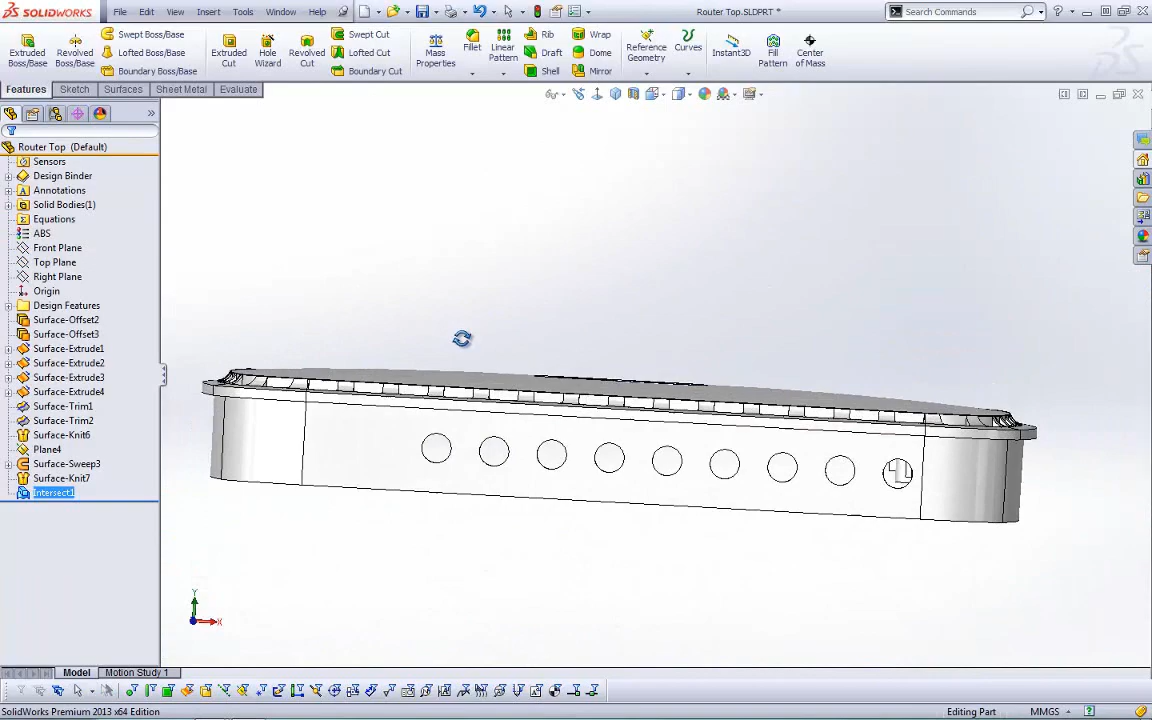 SOLIDWORKS File Edit View Insert Tools Window Help Router Top.SLDPRT * Search Commands
Extruded Boss/Base Revolved Boss/Base Swept Boss/Base Lofted Boss/Base Boundary Boss/Base Extruded Cut Hole Wizard Revolved Cut Swept Cut Lofted Cut Boundary Cut Mass Properties Fillet Linear Pattern Rib Draft Shell Wrap Dome Mirror Reference Geometry Curves Instant3D Fill Pattern Center of Mass
Features Sketch Surfaces Sheet Metal Evaluate
Router Top (Default)
Sensors
Design Binder
Annotations
Solid Bodies(1)
Equations
ABS
Front Plane
Top Plane
Right Plane
Origin
Design Features
Surface-Offset2
Surface-Offset3
Surface-Extrude1
Surface-Extrude2
Surface-Extrude3
Surface-Extrude4
Surface-Trim1
Surface-Trim2
Surface-Knit6
Plane4
Surface-Sweep3
Surface-Knit7
Intersect1
Y
X
Model Motion Study 1
SolidWorks Premium 2013 x64 Edition Editing Part MMGS